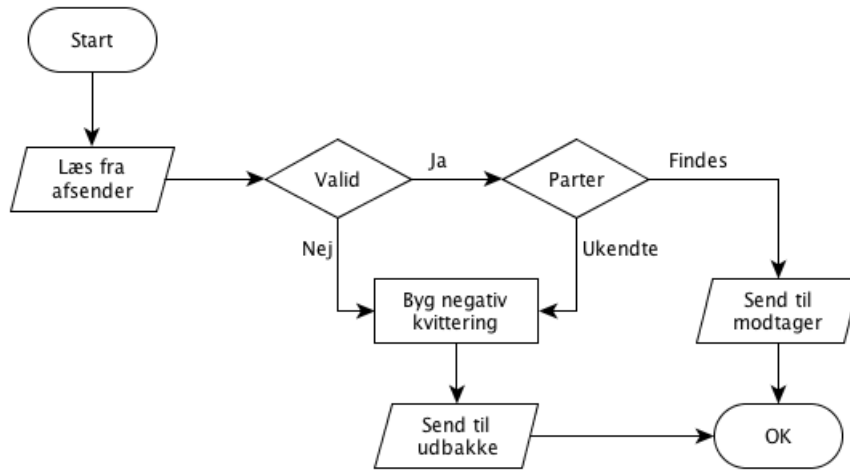 Start
Læs fra
afsender
Valid
Ja
Parter
Findes
Nej
Ukendte
Byg negativ
kvittering
Send til
modtager
Send til
udbakke
OK